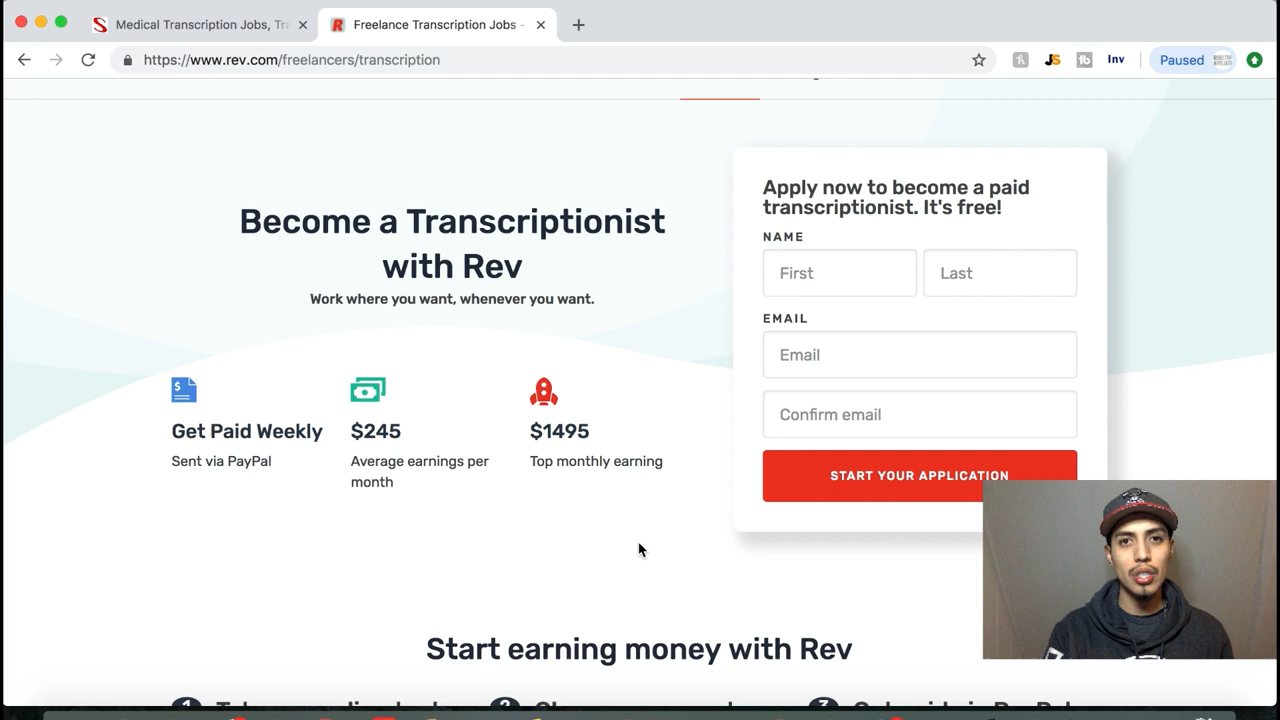 Medical Transcription Jobs, Tra
Freelance Transcription Jobs -
https://www.rev.com/freelancers/transcription
JS
tb
Inv
Paused
Become a Transcriptionist
with Rev
Work where you want, whenever you want.
Get Paid Weekly
Sent via PayPal
$245
Average earnings per
month
$1495
Top monthly earning
Apply now to become a paid
transcriptionist. It's free!
NAME
First
Last
EMAIL
Email
Confirm email
START YOUR APPLICATION
Start earning money with Rev